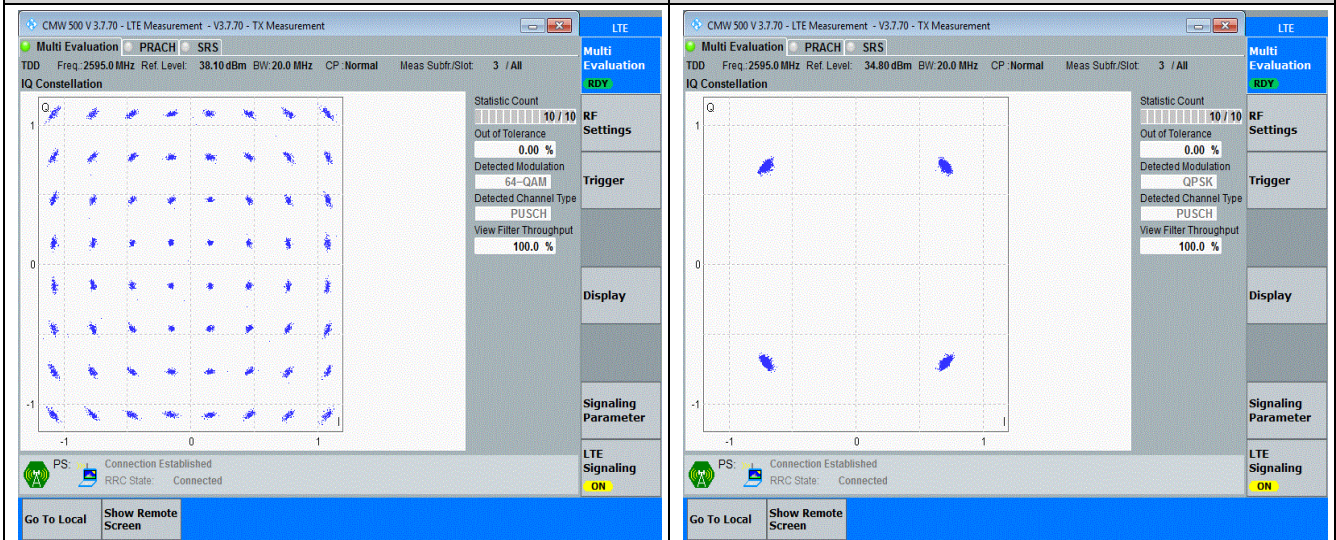 CMW 500 V 3.7.70 - LTE Measurement - V3.7.70 - TX Measurement
LTE
Multi Evaluation PRACH SRS
Multi
Evaluation
RDY
TDD Freq.: 2595.0 MHz Ref. Level: 38.10 dBm BW: 20.0 MHz CP : Normal Meas Subfr./Slot: 3 / All
IQ Constellation
Q
1
0
-1
-1
0
1
I
Statistic Count
10 / 10
Out of Tolerance
0.00 %
Detected Modulation
64-QAM
Detected Channel Type
PUSCH
View Filter Throughput
100.0 %
RF
Settings
Trigger
Display
Signaling
Parameter
LTE
Signaling
ON
PS: Connection Established
RRC State: Connected
Go To Local
Show Remote
Screen
CMW 500 V 3.7.70 - LTE Measurement - V3.7.70 - TX Measurement
LTE
Multi Evaluation PRACH SRS
Multi
Evaluation
RDY
TDD Freq.: 2595.0 MHz Ref. Level: 34.80 dBm BW: 20.0 MHz CP : Normal Meas Subfr./Slot: 3 / All
IQ Constellation
Q
1
0
-1
-1
0
1
I
Statistic Count
10 / 10
Out of Tolerance
0.00 %
Detected Modulation
QPSK
Detected Channel Type
PUSCH
View Filter Throughput
100.0 %
RF
Settings
Trigger
Display
Signaling
Parameter
LTE
Signaling
ON
PS: Connection Established
RRC State: Connected
Go To Local
Show Remote
Screen